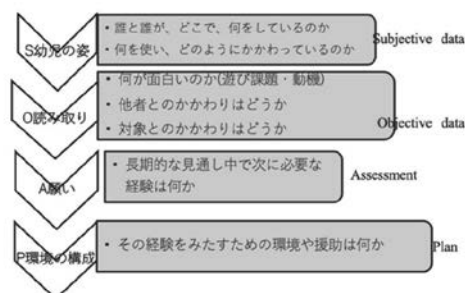 S幼児の姿
・誰と誰が、どこで、何をしているのか
・何を使い、どのようにかかわっているのか
Subjective data
O読み取り
・何が面白いのか(遊び課題・動機)
・他者とのかかわりはどうか
・対象とのかかわりはどうか
Objective data
A願い
・長期的な見通し中で次に必要な
経験は何か
Assessment
P環境の構成
・その経験をみたすための環境や援助は何か
Plan